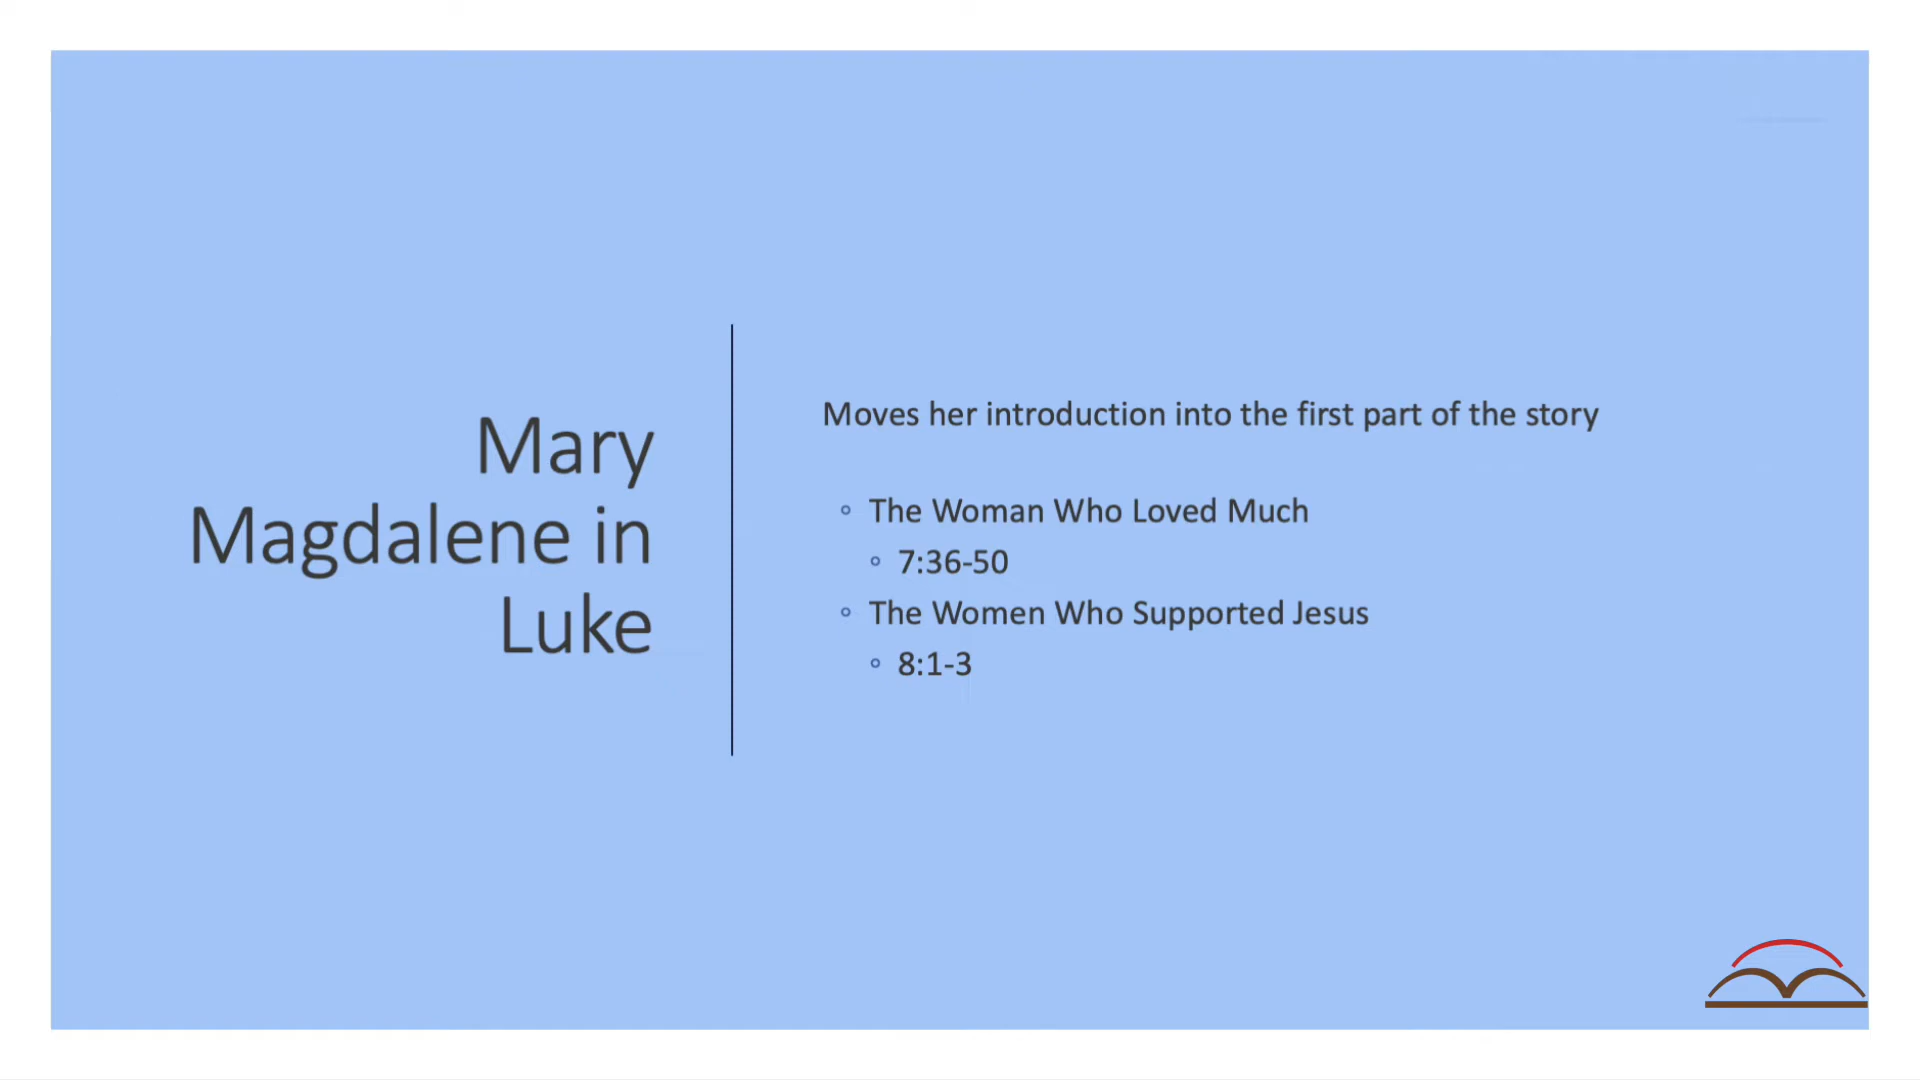 Mary
Magdalene in
Luke
Moves her introduction into the first part of the story
The Woman Who Loved Much
7:36-50
The Women Who Supported Jesus
8:1-3